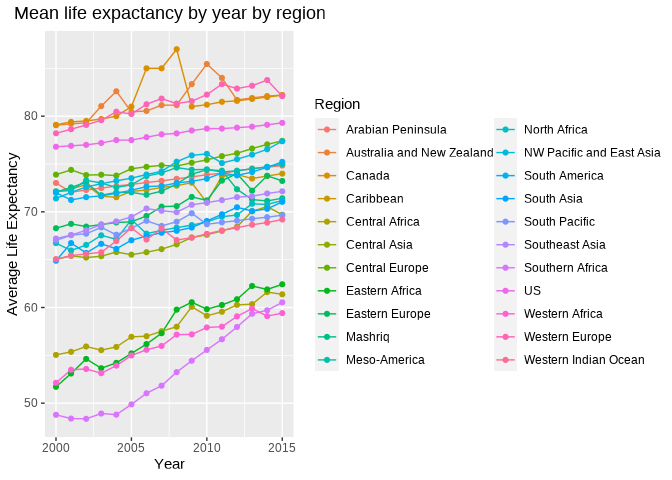 Mean life expactancy by year by region
Average Life Expectancy
80
70
60
50
2000
2005
2010
2015
Year
Region
Arabian Peninsula
Australia and New Zealand
Canada
Caribbean
Central Africa
Central Asia
Central Europe
Eastern Africa
Eastern Europe
Mashriq
Meso-America
North Africa
NW Pacific and East Asia
South America
South Asia
South Pacific
Southeast Asia
Southern Africa
US
Western Africa
Western Europe
Western Indian Ocean